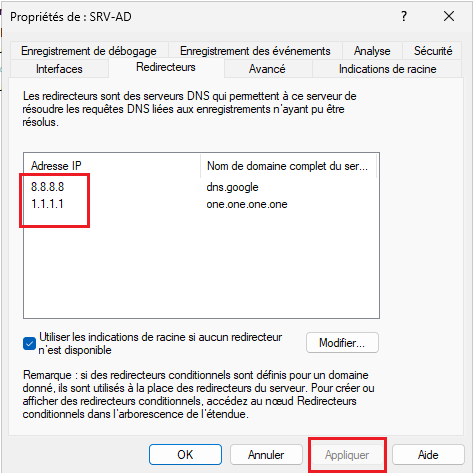 Propriétés de : SRV-AD
?
Enregistrement de débogage
Enregistrement des événements
Analyse
Sécurité
Interfaces
Redirecteurs
Avancé
Indications de racine
Les redirecteurs sont des serveurs DNS qui permettent à ce serveur de
résoudre les requêtes DNS liées aux enregistrements n'ayant pu être
résolus.
Adresse IP
Nom de domaine complet du ser...
8.8.8.8
dns.google
1.1.1.1
one.one.one.one
Utiliser les indications de racine si aucun redirecteur
n'est disponible
Modifier...
Remarque : si des redirecteurs conditionnels sont définis pour un domaine
donné, ils sont utilisés à la place des redirecteurs du serveur. Pour créer ou
afficher des redirecteurs conditionnels, accédez au nœud Redirecteurs
conditionnels dans l'arborescence de l'étendue.
OK
Annuler
Appliquer
Aide